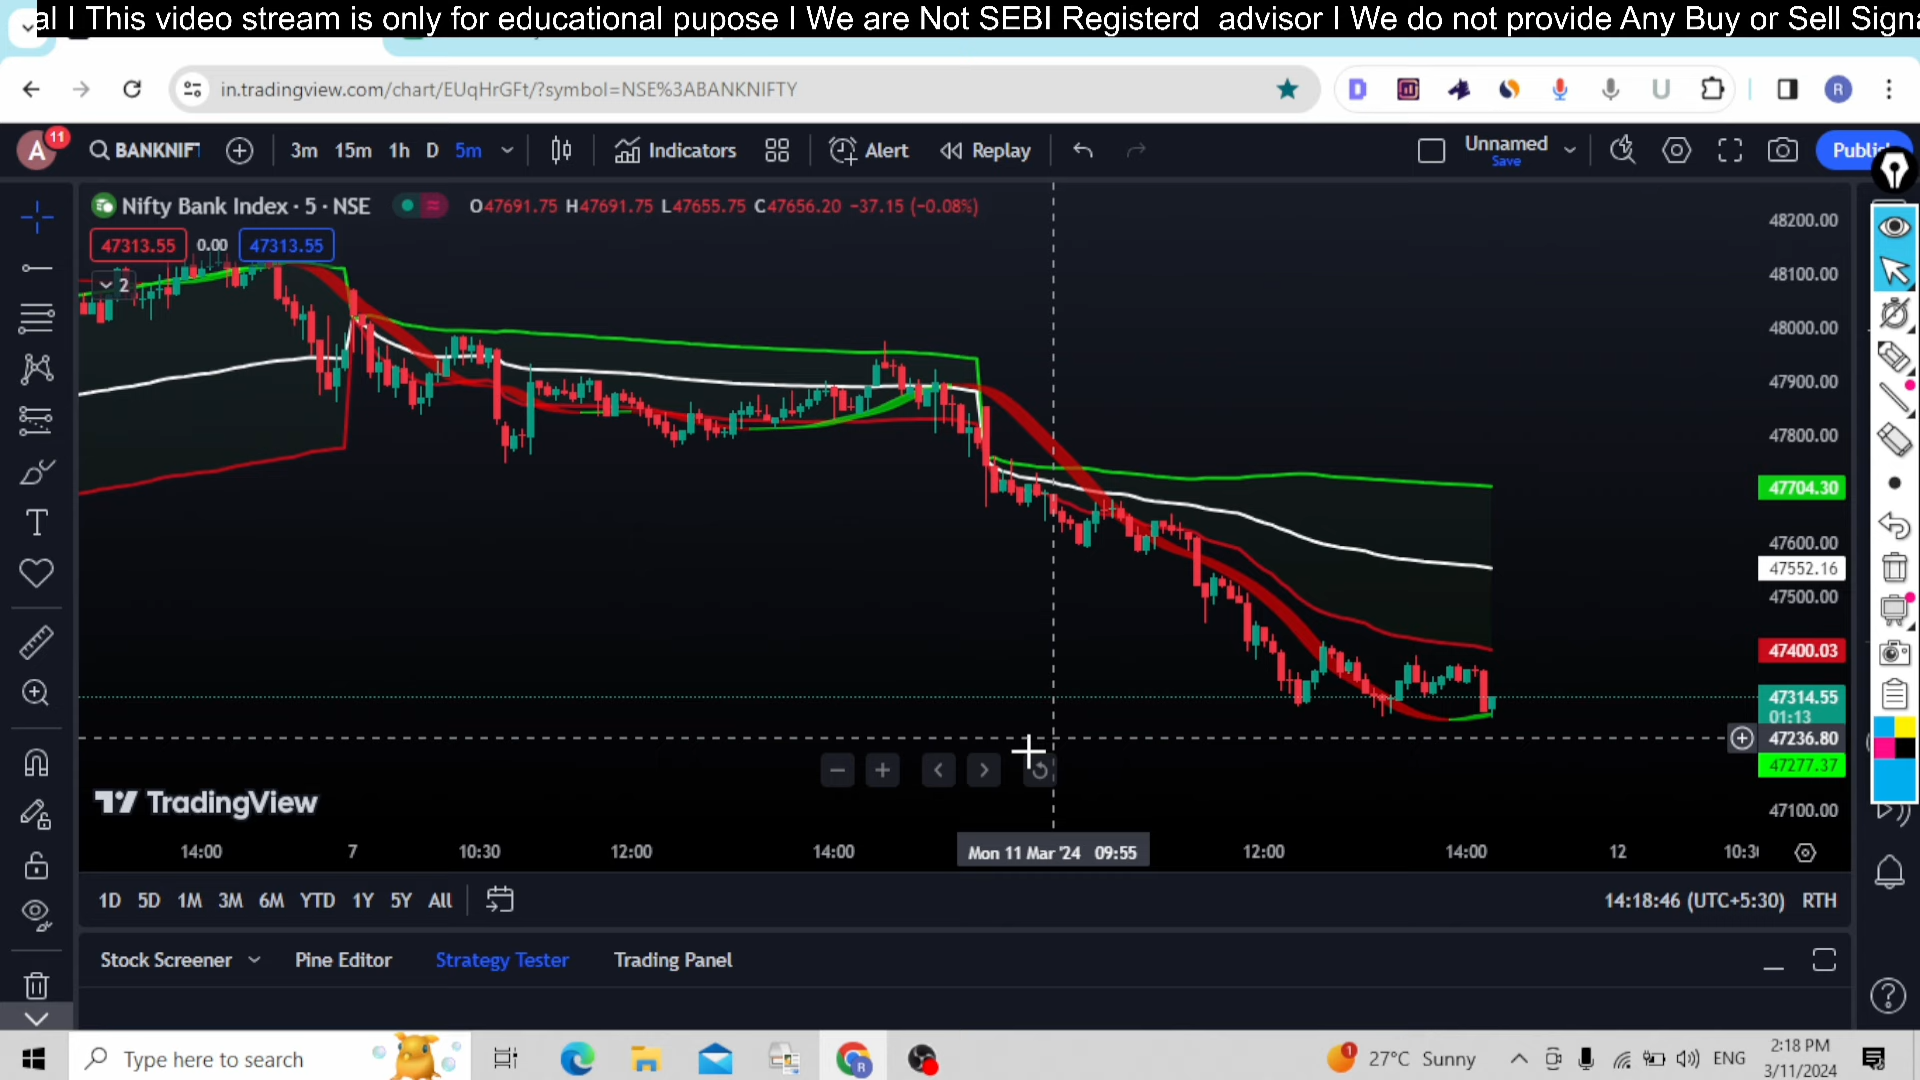 al I This video stream is only for educational pupose I We are Not SEBI Registerd  advisor I We do not provide Any Buy or Sell Signa
in.tradingview.com/chart/EUqHrGFt/?symbol=NSE%3ABANKNIFTY
D
U
R
A
11
BANKNIF
3m 15m 1h D 5m
Indicators
Alert
Replay
Unnamed
Save
Publi
Nifty Bank Index · 5 · NSE
O47691.75 H47691.75 L47655.75 C47656.20 −37.15 (−0.08%)
47313.55 0.00 47313.55
2
48200.00
48100.00
48000.00
47900.00
47800.00
47704.30
47600.00
47552.16
47500.00
47400.03
47314.55
01:13
47236.80
47277.37
47100.00
TradingView
14:00 7 10:30 12:00 14:00 Mon 11 Mar '24 09:55 12:00 14:00 12 10:3
1D 5D 1M 3M 6M YTD 1Y 5Y All
14:18:46 (UTC+5:30) RTH
Stock Screener Pine Editor Strategy Tester Trading Panel
Type here to search
R
1
27°C Sunny
ENG
2:18 PM
3/11/2024